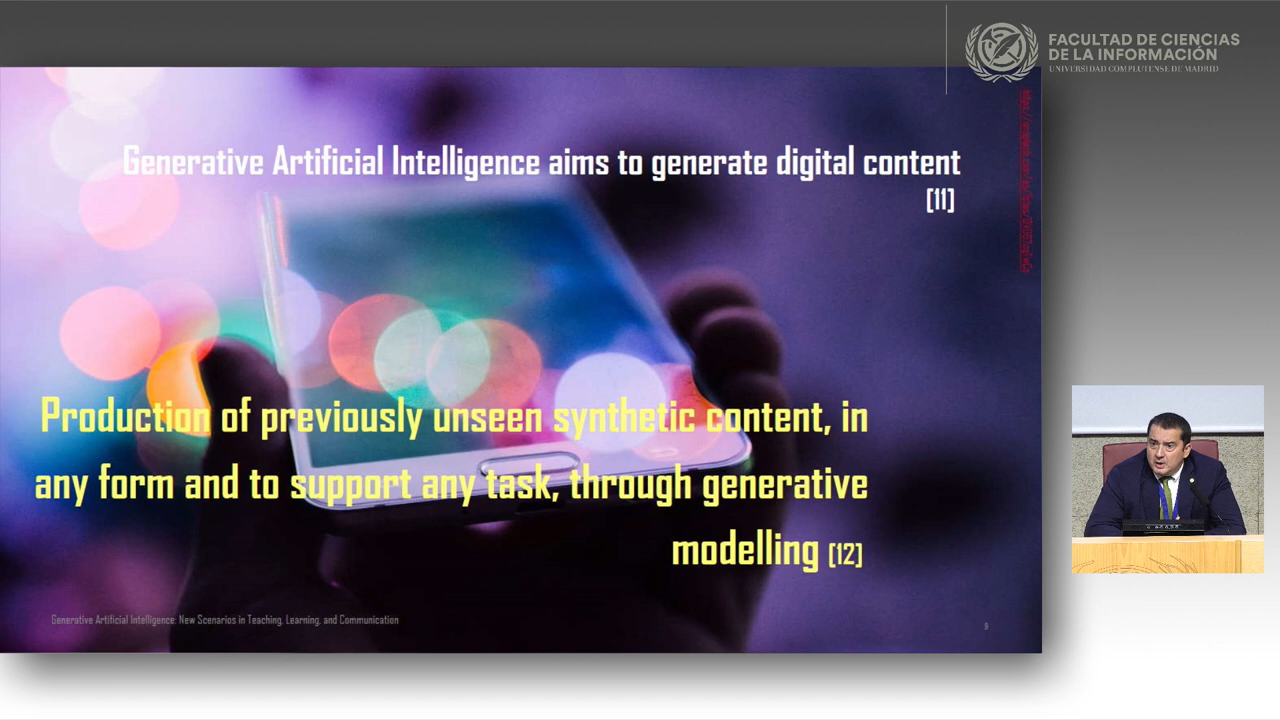 FACULTAD DE CIENCIAS
DE LA INFORMACIÓN
UNIVERSIDAD COMPLUTENSE DE MADRID
Generative Artificial Intelligence aims to generate digital content
[11]
Production of previously unseen synthetic content, in
any form and to support any task, through generative
modelling [12]
Generative Artificial Intelligence: New Scenarios in Teaching, Learning, and Communication
9